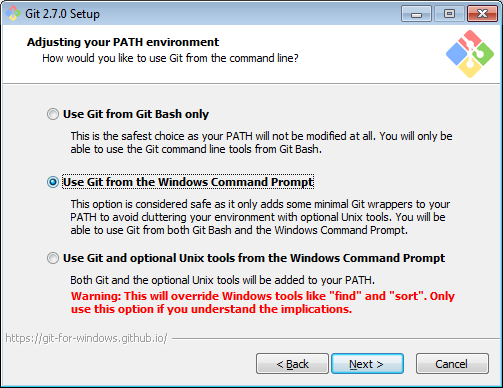 Git 2.7.0 Setup
Adjusting your PATH environment
How would you like to use Git from the command line?
Use Git from Git Bash only
This is the safest choice as your PATH will not be modified at all. You will only be
able to use the Git command line tools from Git Bash.
Use Git from the Windows Command Prompt
This option is considered safe as it only adds some minimal Git wrappers to your
PATH to avoid cluttering your environment with optional Unix tools. You will be
able to use Git from both Git Bash and the Windows Command Prompt.
Use Git and optional Unix tools from the Windows Command Prompt
Both Git and the optional Unix tools will be added to your PATH.
Warning: This will override Windows tools like "find" and "sort". Only
use this option if you understand the implications.
https://git-for-windows.github.io/
< Back Next > Cancel